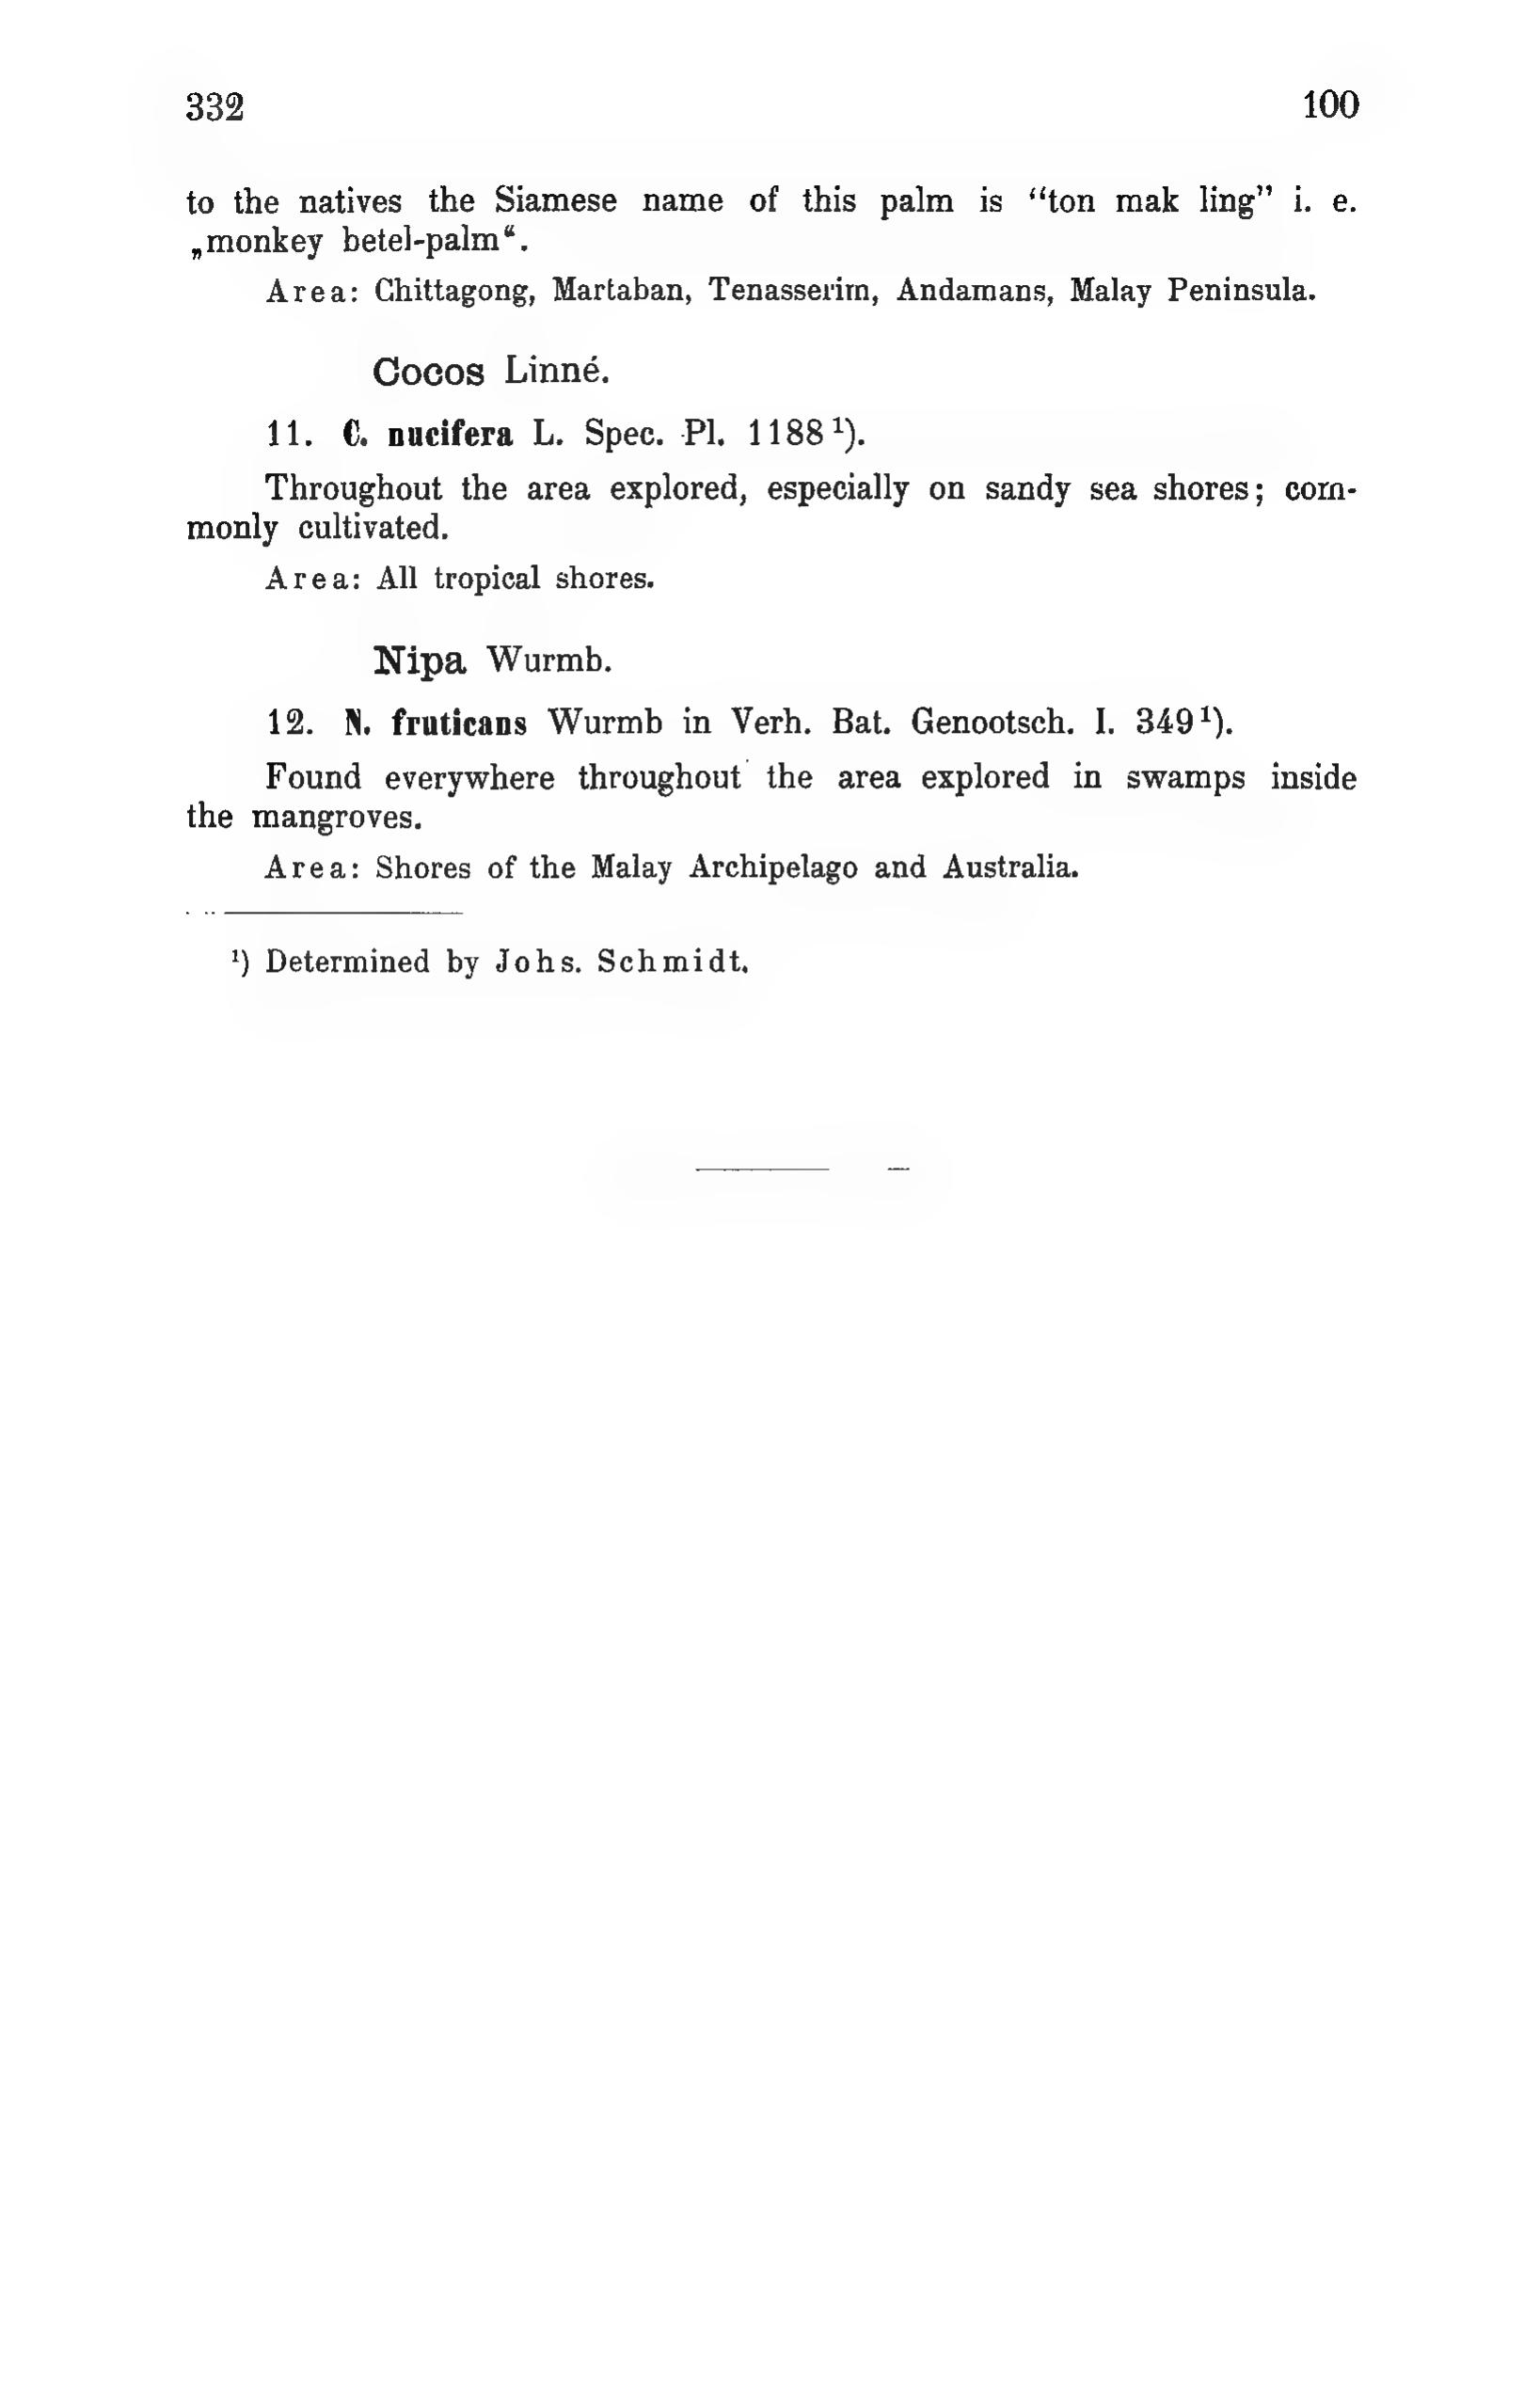 332 100
to the natives the Siamese name of this palm is “ton mak ling” i. e.
„monkey betel-palm“.
Area: Chittagong, Martaban, Tenasserim, Andamans, Malay Peninsula.
Cocos Linné.
11. C. nucifera L. Spec. Pl. 1188 ¹).
Throughout the area explored, especially on sandy sea shores; com-
monly cultivated.
Area: All tropical shores.
Nipa Wurmb.
12. N. fruticans Wurmb in Verh. Bat. Genootsch. I. 349 ¹).
Found everywhere throughout the area explored in swamps inside
the mangroves.
Area: Shores of the Malay Archipelago and Australia.
¹) Determined by Johs. Schmidt.